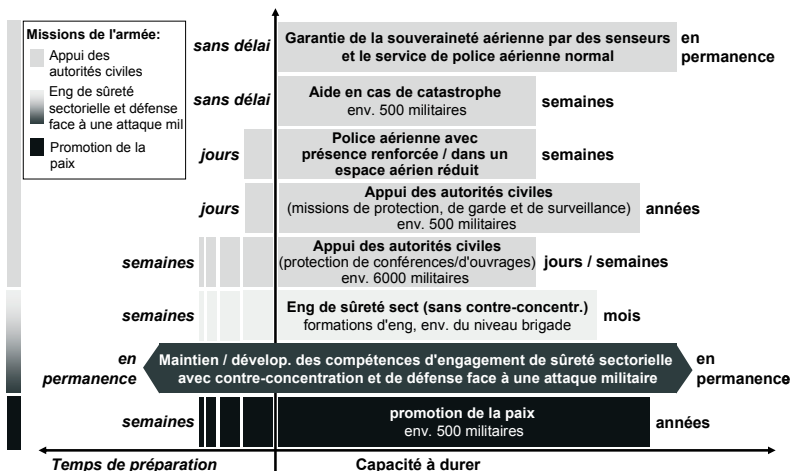 Missions de l'armée:
Appui des
autorités civiles
Eng de sûreté
sectorielle et défense
face à une attaque mil
Promotion de la
paix
sans délai
Garantie de la souveraineté aérienne par des senseurs
et le service de police aérienne normal
en
permanence
sans délai
Aide en cas de catastrophe
env. 500 militaires
semaines
jours
Police aérienne avec
présence renforcée / dans un
espace aérien réduit
semaines
jours
Appui des autorités civiles
(missions de protection, de garde et de surveillance)
env. 500 militaires
années
semaines
Appui des autorités civiles
(protection de conférences/d'ouvrages)
env. 6000 militaires
jours / semaines
semaines
Eng de sûreté sect (sans contre-concentr.)
formations d'eng, env. du niveau brigade
mois
en
permanence
Maintien / dévelop. des compétences d'engagement de sûreté sectorielle
avec contre-concentration et de défense face à une attaque militaire
en
permanence
semaines
promotion de la paix
env. 500 militaires
années
Temps de préparation
Capacité à durer